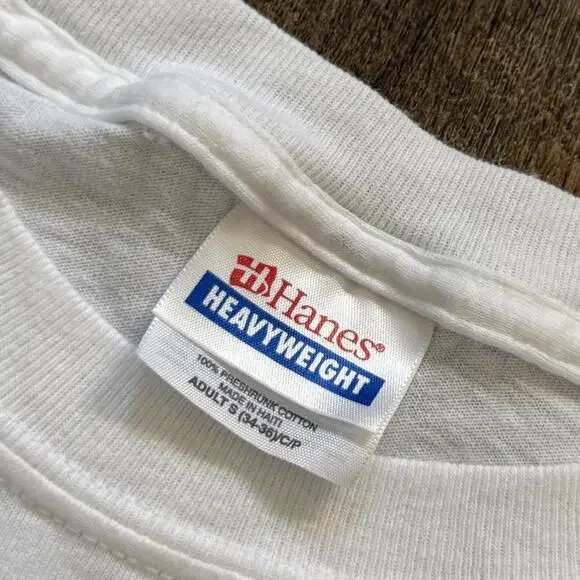 Hanes®
HEAVYWEIGHT
100% PRESHRUNK COTTON
MADE IN HAITI
ADULT S (34-36)/C/P